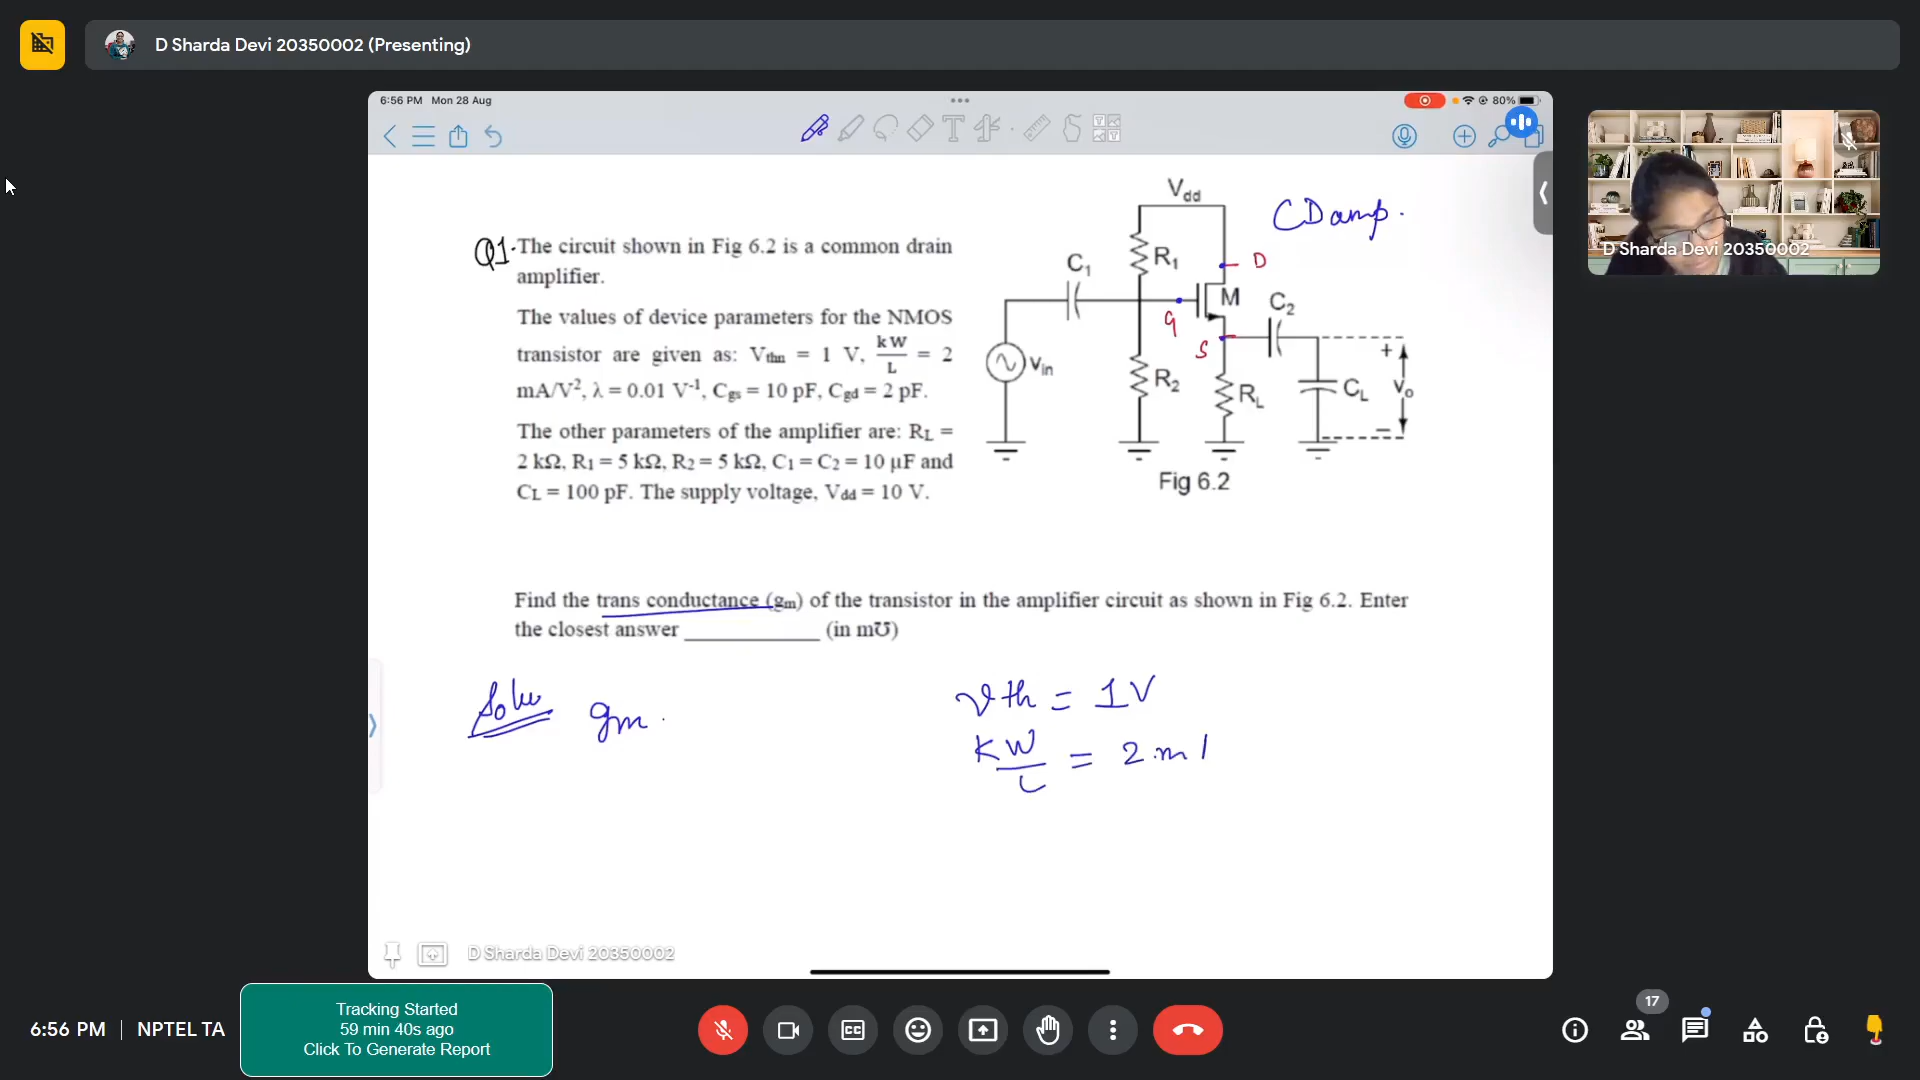 D Sharda Devi 20350002 (Presenting)
6:56 PM Mon 28 Aug
80%
D Sharda Devi 20350002
Q1. The circuit shown in Fig 6.2 is a common drain
amplifier.
The values of device parameters for the NMOS
transistor are given as: Vthn = 1 V, kW/L = 2
mA/V², λ = 0.01 V⁻¹, Cgs = 10 pF, Cgd = 2 pF.
The other parameters of the amplifier are: RL =
2 kΩ, R1 = 5 kΩ, R2 = 5 kΩ, C1 = C2 = 10 µF and
CL = 100 pF. The supply voltage, Vdd = 10 V.
Vdd
CD amp.
R1
D
C1
M
C2
G
S
Vin
R2
RL
CL
+
Vo
−
Fig 6.2
Find the trans conductance (gm) of the transistor in the amplifier circuit as shown in Fig 6.2. Enter
the closest answer ____________ (in m℧)
Solu
gm.
Vth = 1V
KW/L = 2 m
D Sharda Devi 20350002
6:56 PM | NPTEL TA
Tracking Started
59 min 40s ago
Click To Generate Report
CC
17